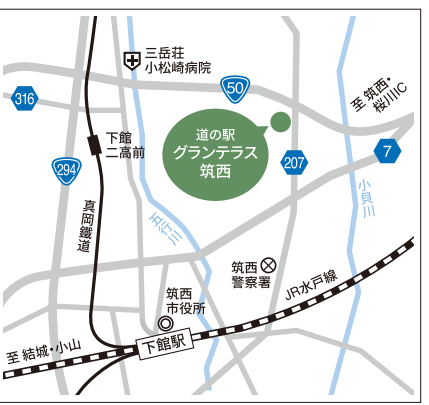 三岳荘
小松崎病院
316
50
至 筑西・
桜川IC
道の駅
グランテラス
筑西
下館
二高前
294
207
7
真岡鐵道
五行川
小貝川
筑西
警察署
JR水戸線
筑西
市役所
下館駅
至 結城・小山